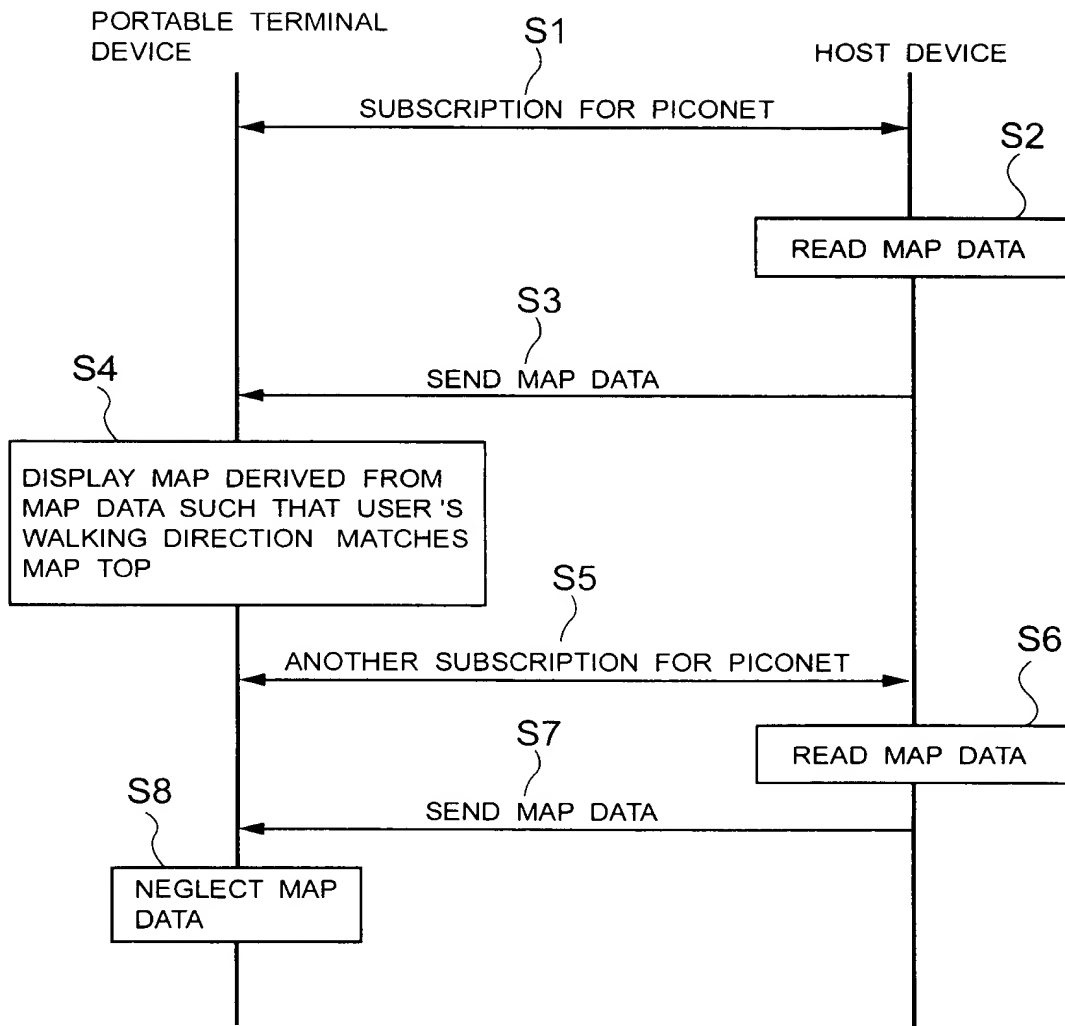 PORTABLE TERMINAL
DEVICE
S1
HOST DEVICE
SUBSCRIPTION FOR PICONET
S2
READ MAP DATA
S3
SEND MAP DATA
S4
DISPLAY MAP DERIVED FROM
MAP DATA SUCH THAT USER'S
WALKING DIRECTION MATCHES
MAP TOP
S5
ANOTHER SUBSCRIPTION FOR PICONET
S6
READ MAP DATA
S7
SEND MAP DATA
S8
NEGLECT MAP
DATA